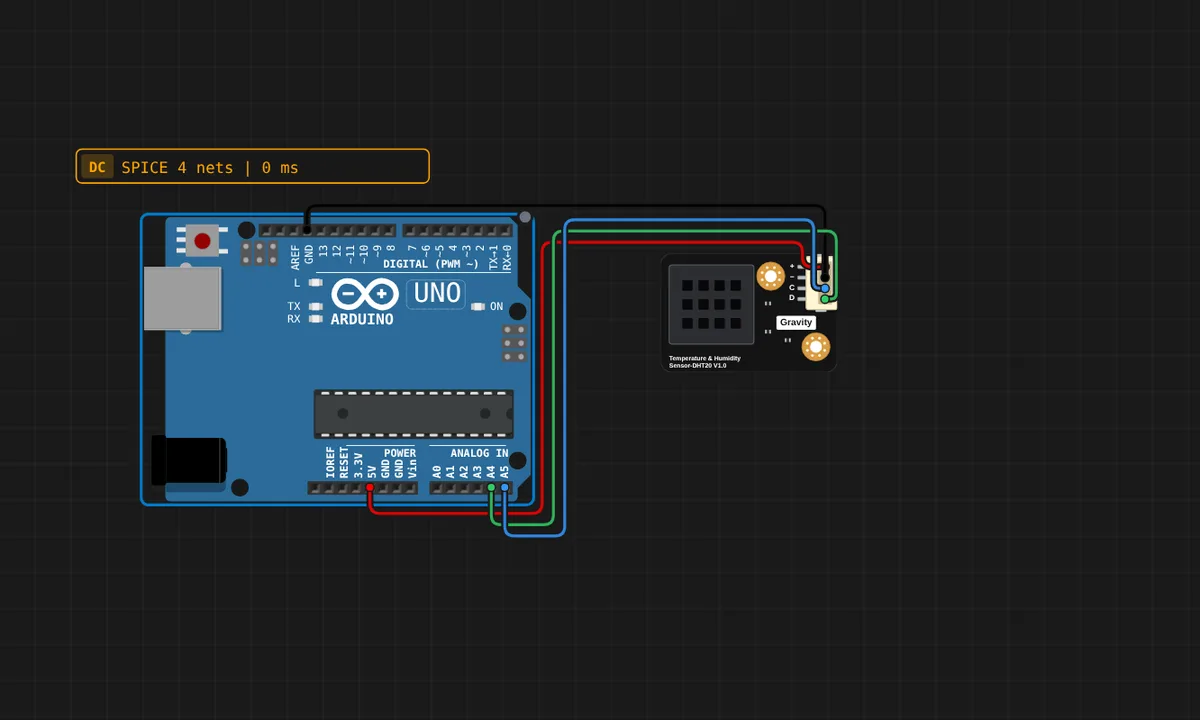 DC SPICE 4 nets | 0 ms
AREF
GND
13
12
~11
~10
~9
8
7
~6
~5
4
~3
2
TX→1
RX←0
DIGITAL (PWM ~)
L
TX
RX
ARDUINO
UNO
ON
IOREF
RESET
3.3V
5V
GND
GND
Vin
POWER
ANALOG IN
A0
A1
A2
A3
A4
A5
+
−
C
D
Gravity
Temperature & Humidity
Sensor-DHT20 V1.0